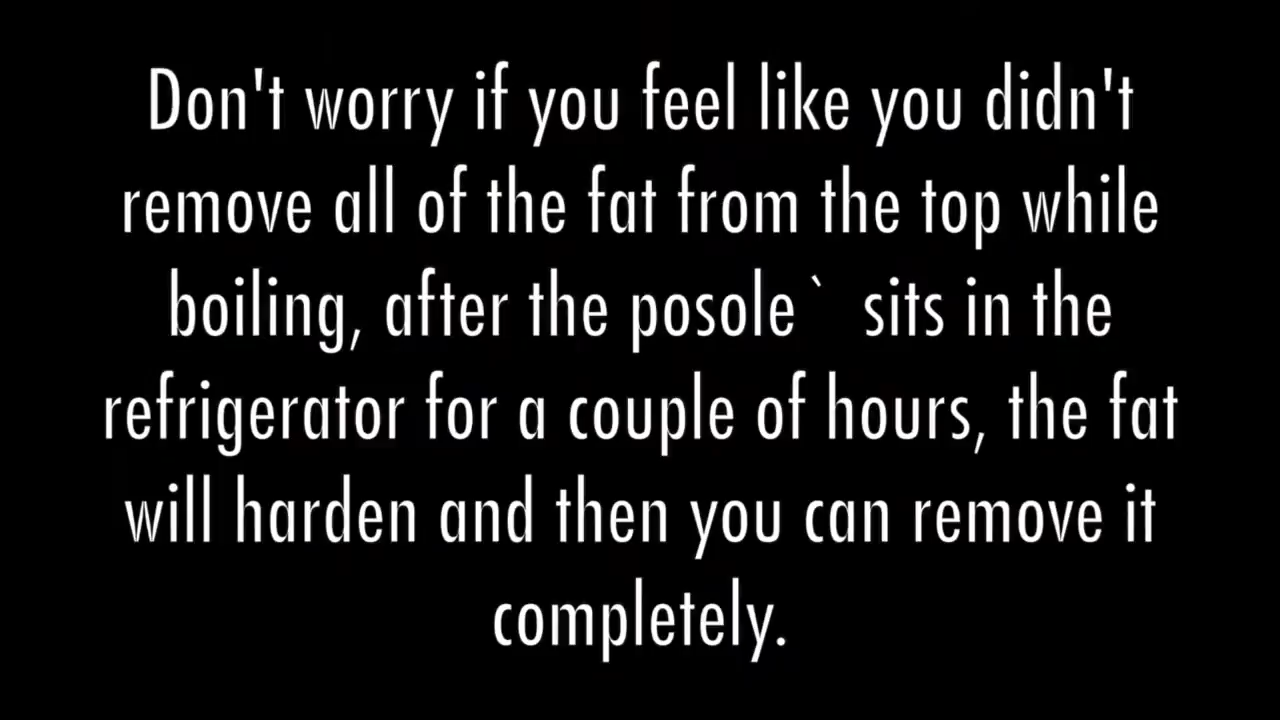 Don't worry if you feel like you didn't
remove all of the fat from the top while
boiling, after the posole`  sits in the
refrigerator for a couple of hours, the fat
will harden and then you can remove it
completely.